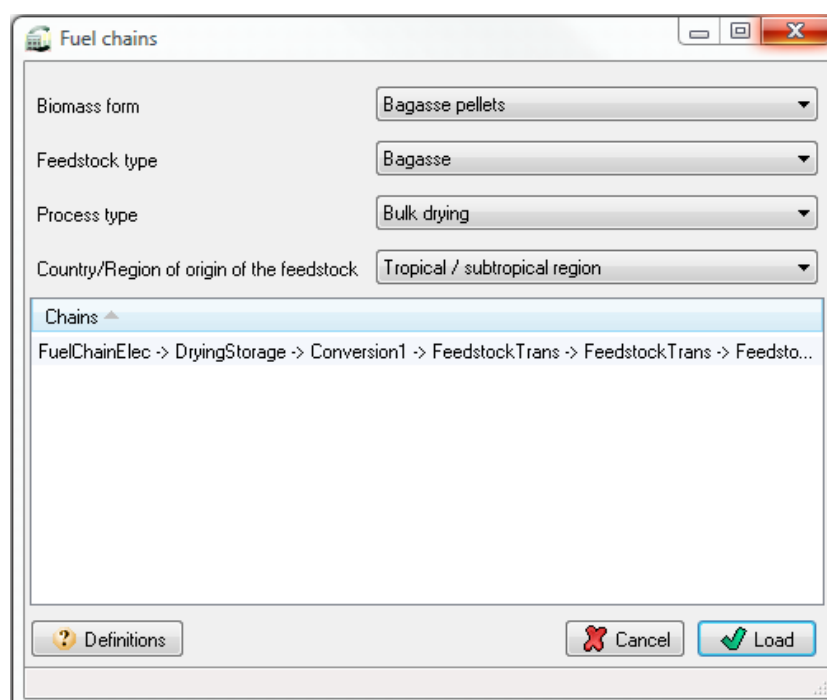 Fuel chains
Biomass form Bagasse pellets
Feedstock type Bagasse
Process type Bulk drying
Country/Region of origin of the feedstock Tropical / subtropical region
Chains
FuelChainElec -> DryingStorage -> Conversion1 -> FeedstockTrans -> FeedstockTrans -> Feedsto...
? Definitions Cancel Load